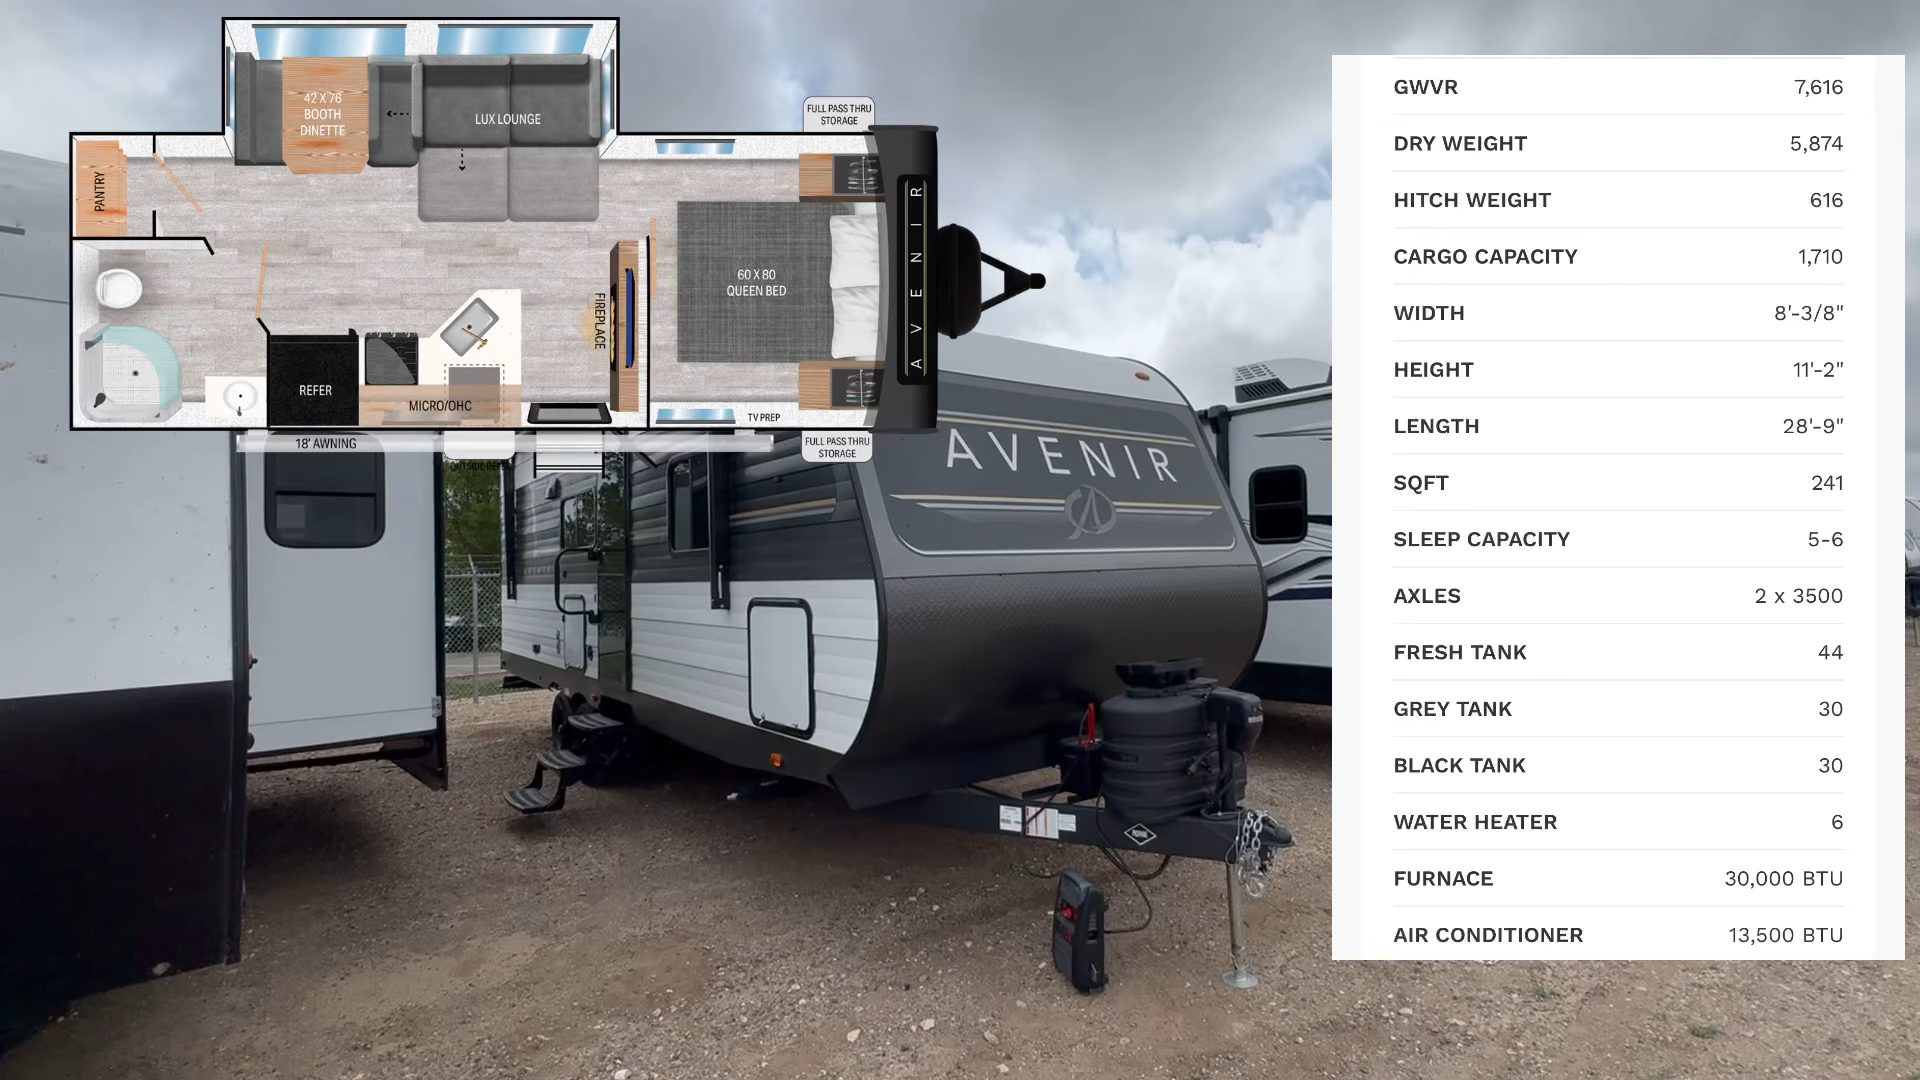 42 X 76
BOOTH
DINETTE
LUX LOUNGE
FULL PASS THRU
STORAGE
PANTRY
AVENIR
60 X 80
QUEEN BED
FIREPLACE
REFER
MICRO/OHC
TV PREP
18' AWNING
OUTSIDE REFER
FULL PASS THRU
STORAGE
AVENIR
GWVR 7,616
DRY WEIGHT 5,874
HITCH WEIGHT 616
CARGO CAPACITY 1,710
WIDTH 8'-3/8"
HEIGHT 11'-2"
LENGTH 28'-9"
SQFT 241
SLEEP CAPACITY 5-6
AXLES 2 x 3500
FRESH TANK 44
GREY TANK 30
BLACK TANK 30
WATER HEATER 6
FURNACE 30,000 BTU
AIR CONDITIONER 13,500 BTU